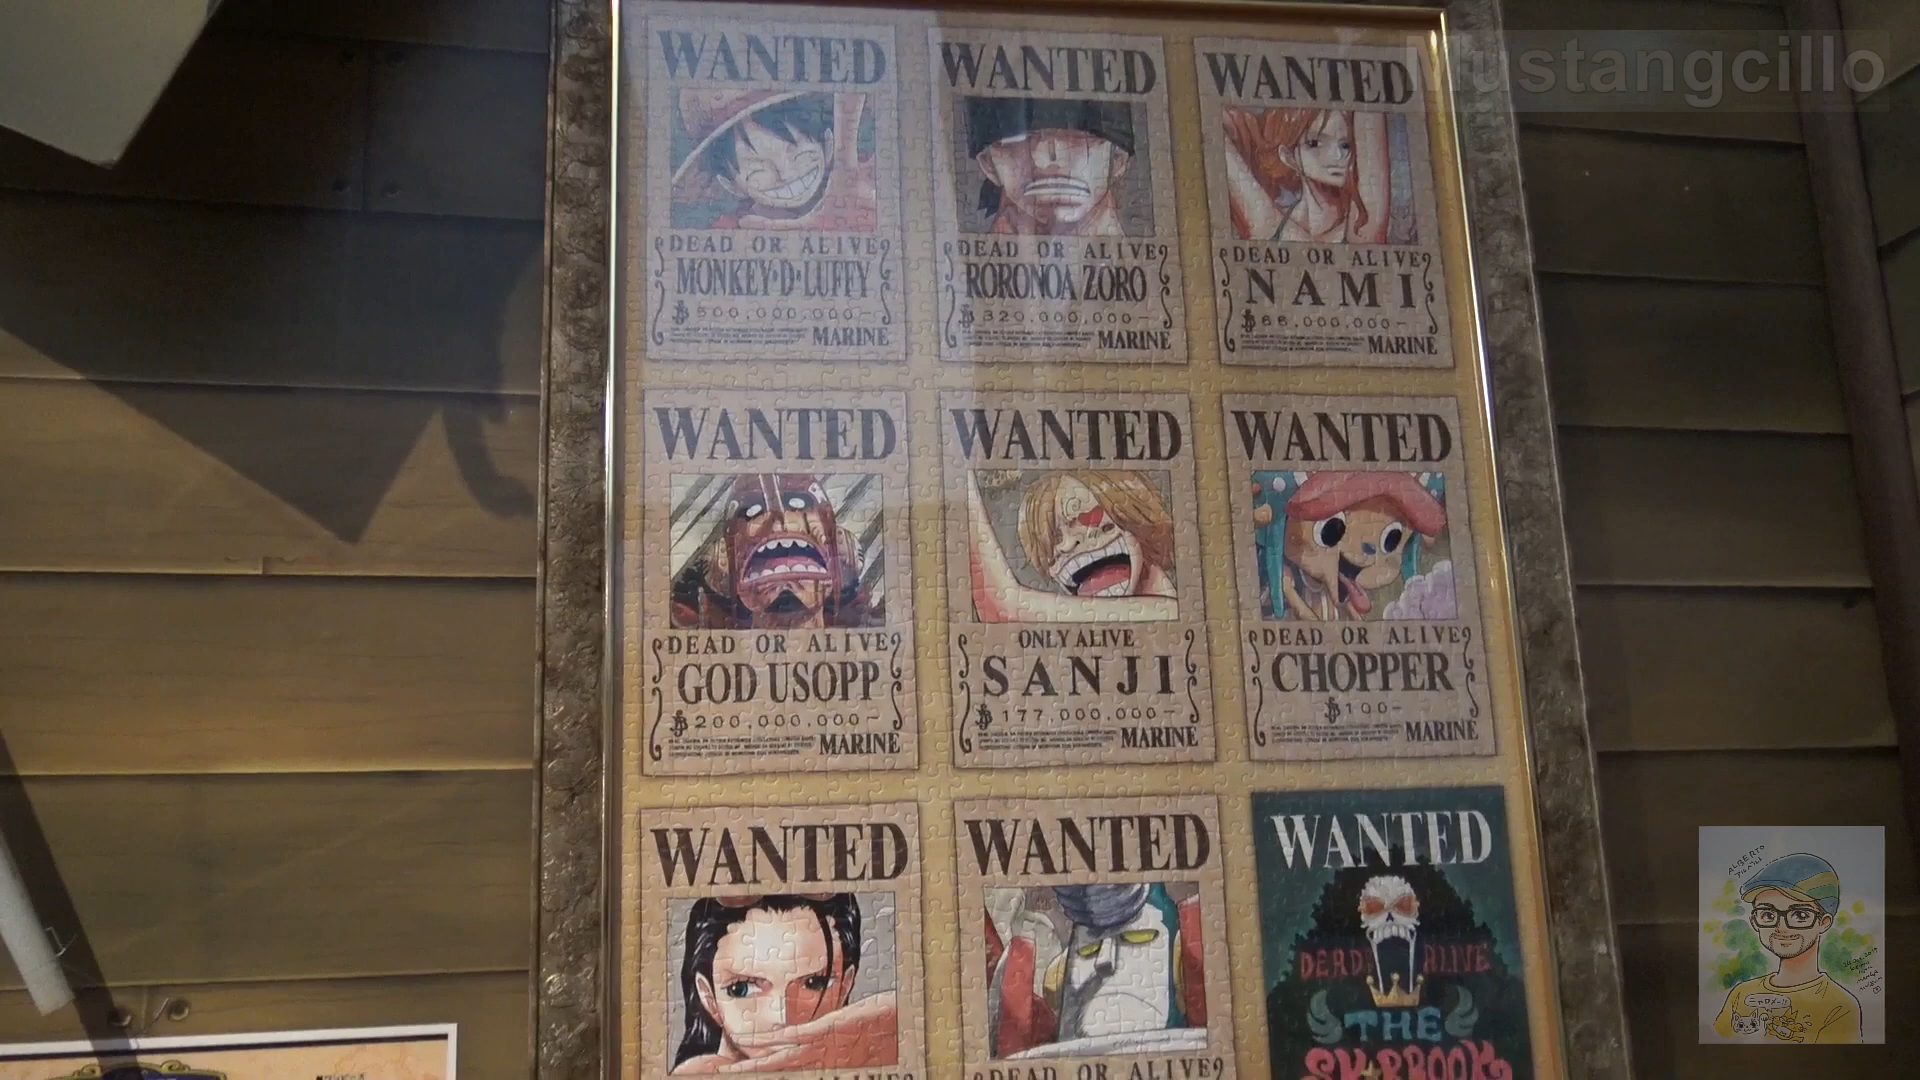 Mustangcillo
WANTED
DEAD OR ALIVE
MONKEY·D·LUFFY
500,000,000-
MARINE
WANTED
DEAD OR ALIVE
RORONOA ZORO
320,000,000-
MARINE
WANTED
DEAD OR ALIVE
NAMI
66,000,000-
MARINE
WANTED
DEAD OR ALIVE
GOD USOPP
200,000,000-
MARINE
WANTED
ONLY ALIVE
SANJI
177,000,000-
MARINE
WANTED
DEAD OR ALIVE
CHOPPER
100-
MARINE
WANTED
ALIVE
WANTED
DEAD OR ALIVE
WANTED
DEAD ALIVE
THE
ALBERTO